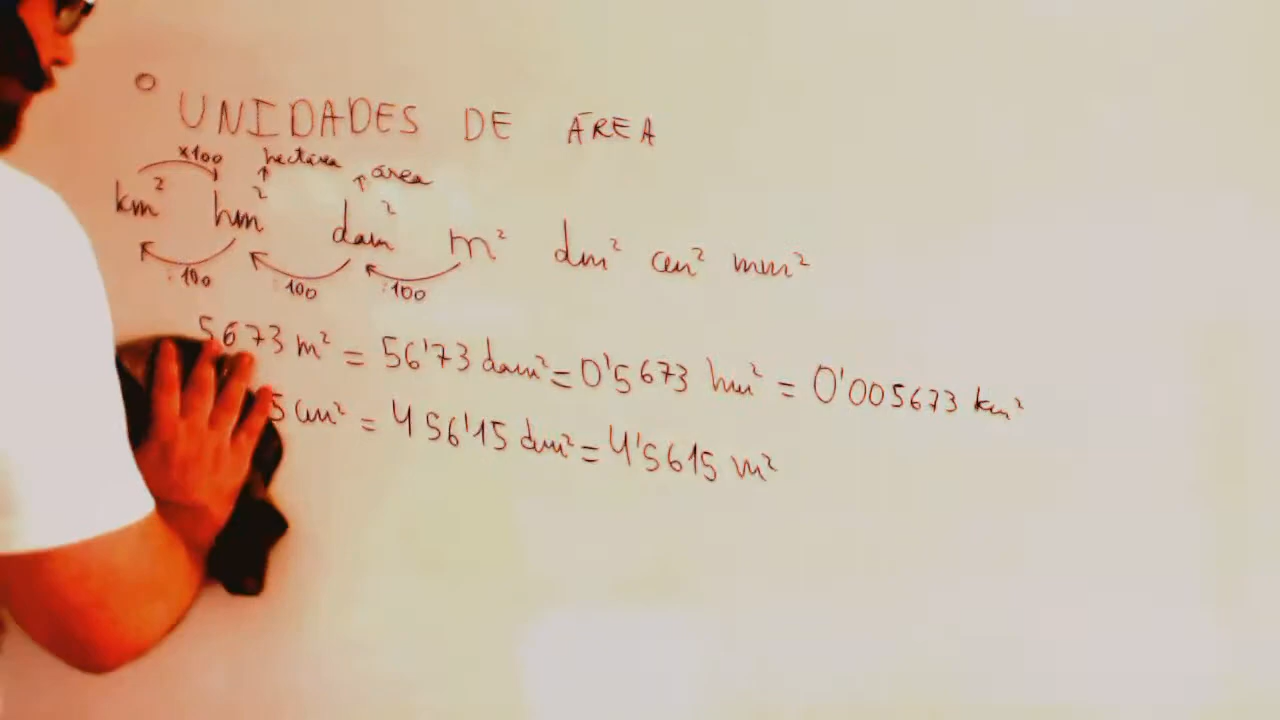 UNIDADES DE ÁREA
x100 hectárea área
km² hm² dam² m² dm² cm² mm²
:100 :100 :100
5673 m² = 56'73 dam² = 0'5673 hm² = 0'005673 km²
5 cm² = 456'15 dm² = 4'5615 m²